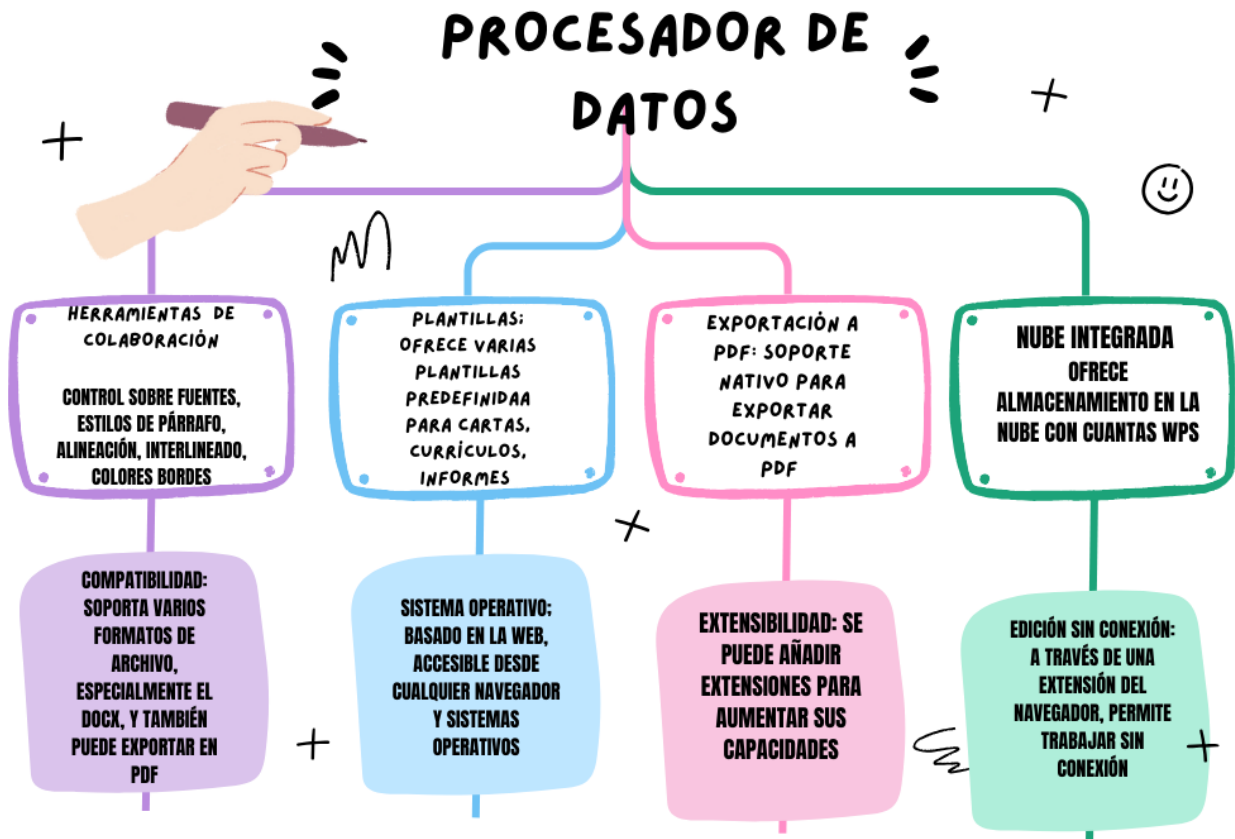 PROCESADOR DE
DATOS
HERRAMIENTAS DE
COLABORACIÓN
CONTROL SOBRE FUENTES,
ESTILOS DE PÁRRAFO,
ALINEACIÓN, INTERLINEADO,
COLORES BORDES
PLANTILLAS;
OFRECE VARIAS
PLANTILLAS
PREDEFINIDAA
PARA CARTAS,
CURRÍCULOS,
INFORMES
EXPORTACIÓN A
PDF: SOPORTE
NATIVO PARA
EXPORTAR
DOCUMENTOS A
PDF
NUBE INTEGRADA
OFRECE
ALMACENAMIENTO EN LA
NUBE CON CUANTAS WPS
COMPATIBILIDAD:
SOPORTA VARIOS
FORMATOS DE
ARCHIVO,
ESPECIALMENTE EL
DOCX, Y TAMBIÉN
PUEDE EXPORTAR EN
PDF
SISTEMA OPERATIVO;
BASADO EN LA WEB,
ACCESIBLE DESDE
CUALQUIER NAVEGADOR
Y SISTEMAS
OPERATIVOS
EXTENSIBILIDAD: SE
PUEDE AÑADIR
EXTENSIONES PARA
AUMENTAR SUS
CAPACIDADES
EDICIÓN SIN CONEXIÓN:
A TRAVÉS DE UNA
EXTENSIÓN DEL
NAVEGADOR, PERMITE
TRABAJAR SIN
CONEXIÓN